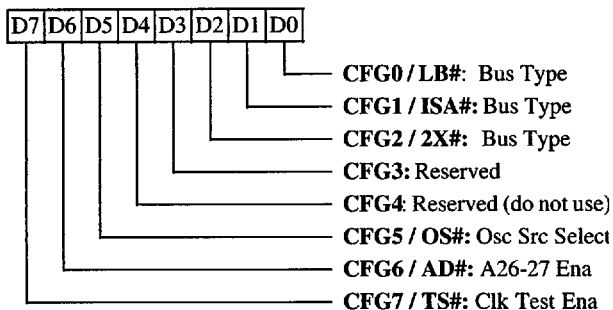 D7 D6 D5 D4 D3 D2 D1 D0
CFG0 / LB#: Bus Type
CFG1 / ISA#: Bus Type
CFG2 / 2X#: Bus Type
CFG3: Reserved
CFG4: Reserved (do not use)
CFG5 / OS#: Osc Src Select
CFG6 / AD#: A26-27 Ena
CFG7 / TS#: Clk Test Ena